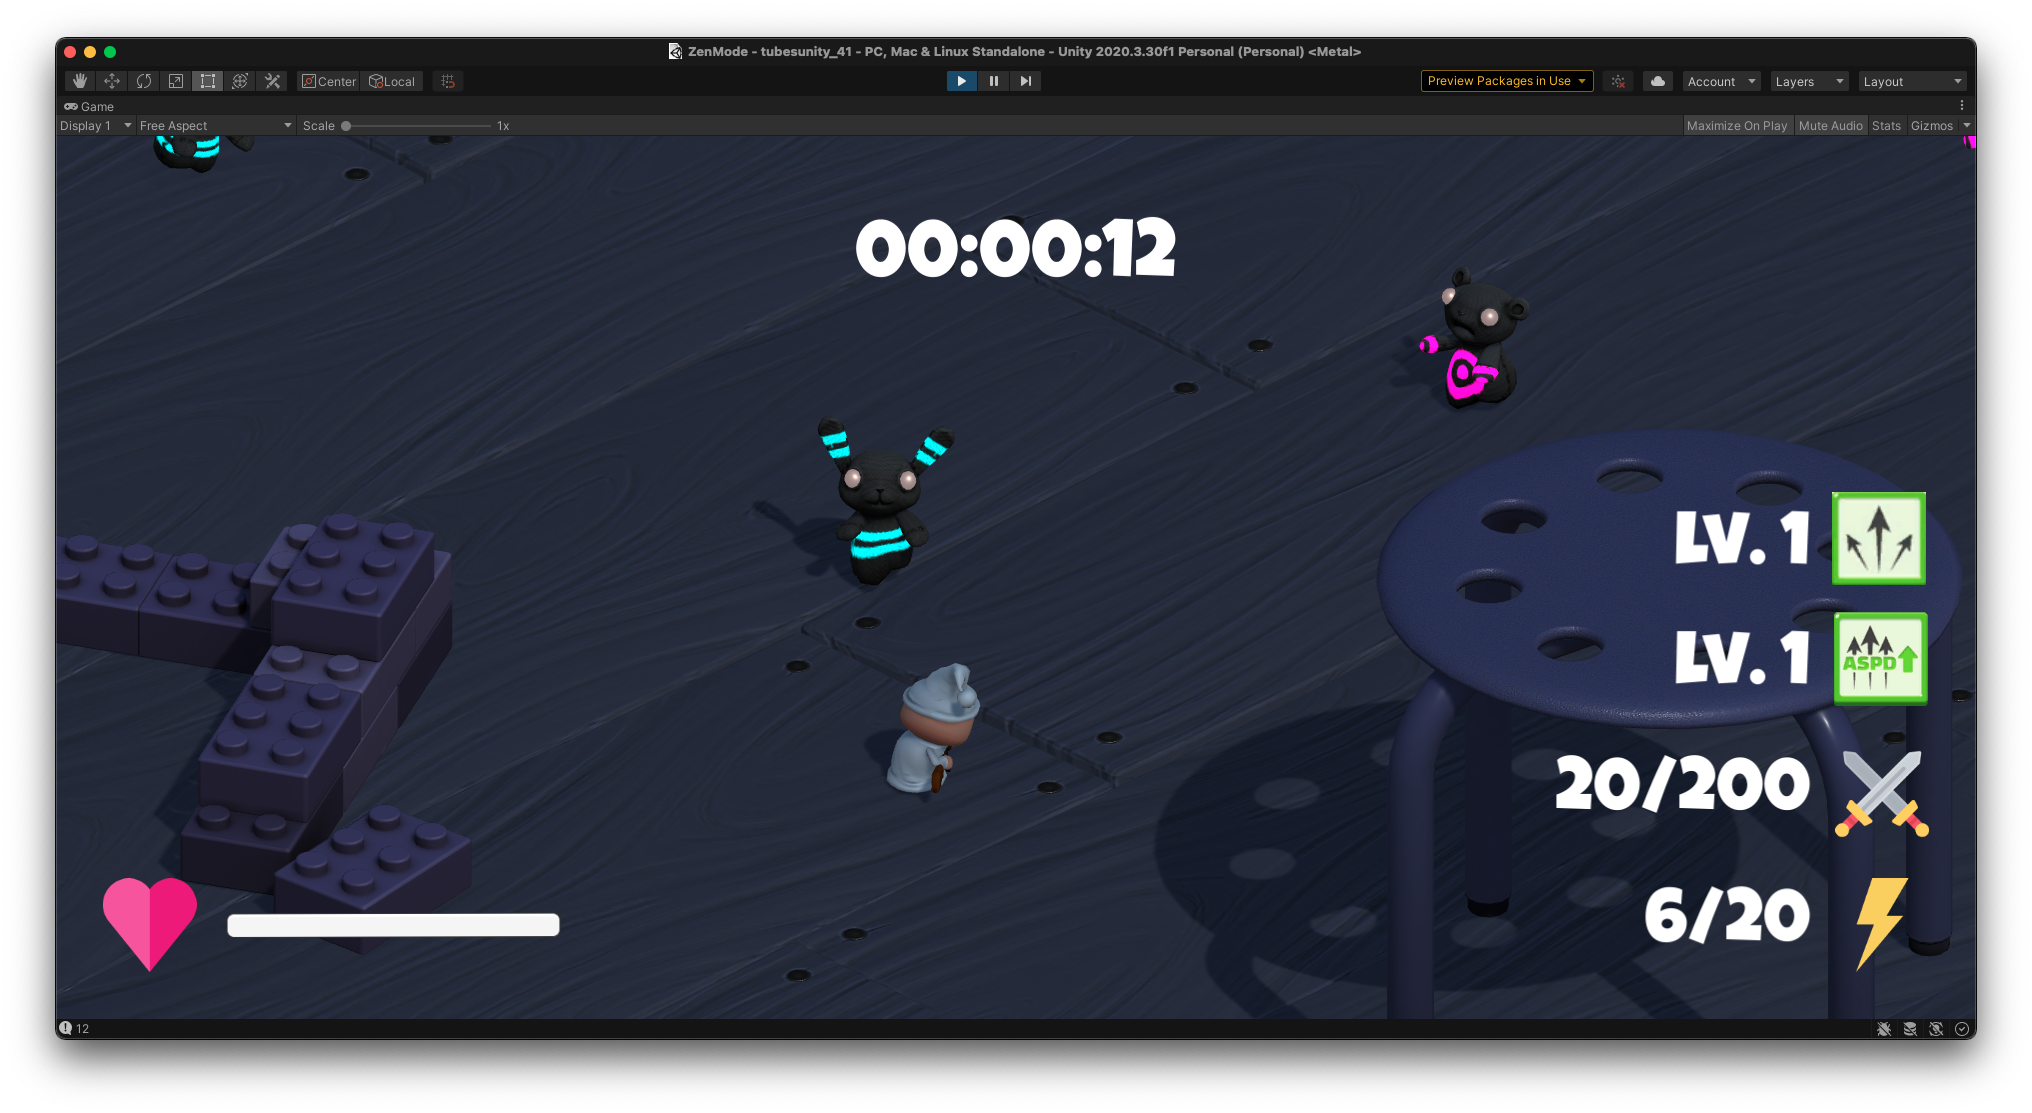 ZenMode - tubesunity_41 - PC, Mac & Linux Standalone - Unity 2020.3.30f1 Personal (Personal) <Metal>
Center Local Preview Packages in Use Account Layers Layout
Game
Display 1 Free Aspect Scale 1x Maximize On Play Mute Audio Stats Gizmos
00:00:12
LV. 1
LV. 1 ASPD
20/200
6/20
12